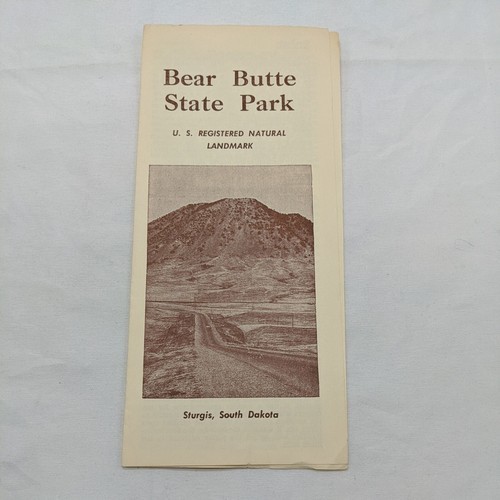 Bear Butte
State Park
U. S. REGISTERED NATURAL
LANDMARK
Sturgis, South Dakota